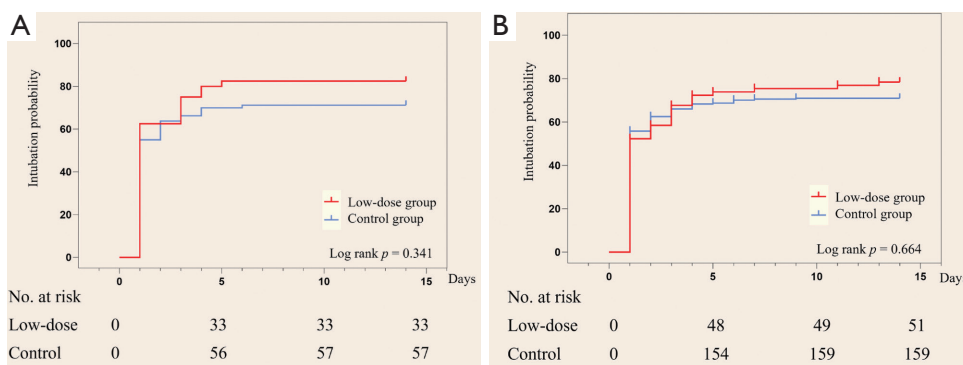 A
Intubation probability
100
80
60
40
20
0
Low-dose group
Control group
Log rank p = 0.341
0 5 10 15 Days
No. at risk
Low-dose 0 33 33 33
Control 0 56 57 57
B
Intubation probability
100
80
60
40
20
0
Low-dose group
Control group
Log rank p = 0.664
0 5 10 15 Days
No. at risk
Low-dose 0 48 49 51
Control 0 154 159 159